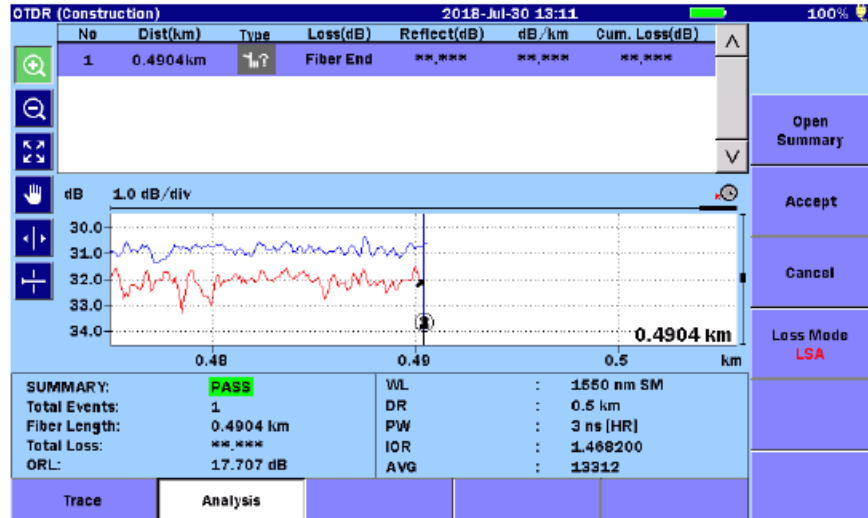 OTDR (Construction) 2018-Jul-30 13:11 100%
No Dist(km) Type Loss(dB) Reflect(dB) dB/km Cum. Loss(dB)
1 0.4904km Fiber End **.*** **.*** **.***
Open Summary
Accept
Cancel
Loss Mode
LSA
dB 1.0 dB/div
30.0
31.0
32.0
33.0
34.0
0.4904 km
0.48 0.49 0.5 km
SUMMARY: PASS
Total Events: 1
Fiber Length: 0.4904 km
Total Loss: **.***
ORL: 17.707 dB
WL : 1550 nm SM
DR : 0.5 km
PW : 3 ns [HR]
IOR : 1.468200
AVG : 13312
Trace Analysis